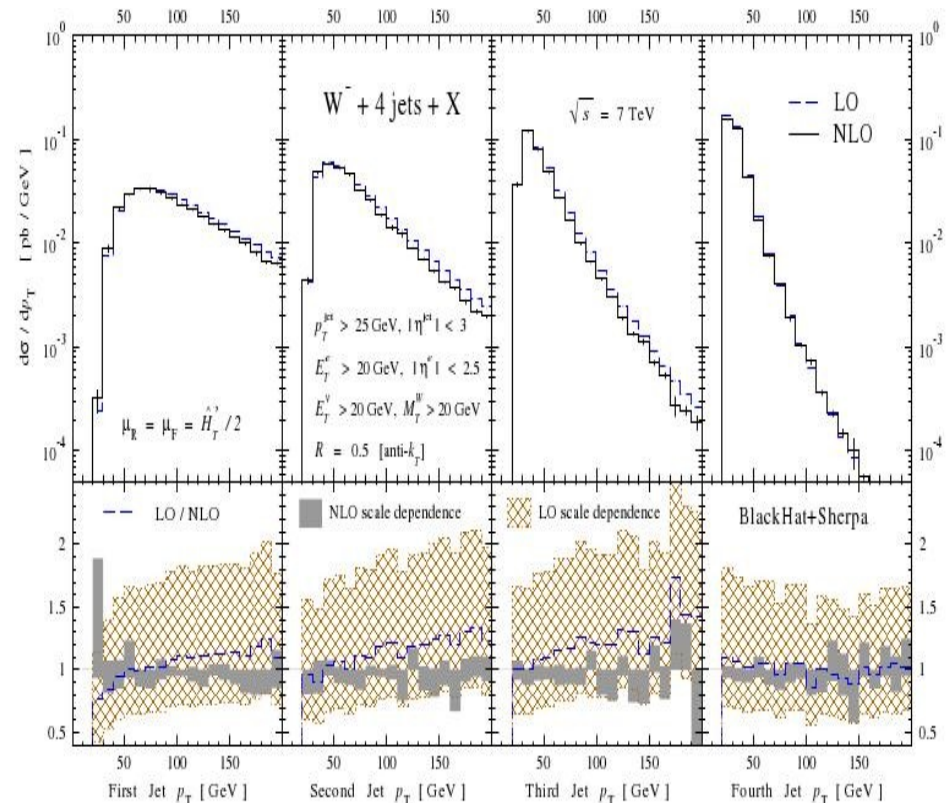 50 100 150 50 100 150 50 100 150 50 100 150
10^0 10^0
W^- + 4 jets + X
√s = 7 TeV
LO
NLO
10^-1 10^-1
dσ / dp_T [ pb / GeV ]
10^-2 10^-2
p_T^jet > 25 GeV, | η^jet | < 3
10^-3 10^-3
E_T^e > 20 GeV, | η^e | < 2.5
E_T^ν > 20 GeV, M_T^W > 20 GeV
μ_R = μ_F = Ĥ_T' / 2
R = 0.5 [anti-k_T]
10^-4 10^-4
LO / NLO
NLO scale dependence
LO scale dependence
BlackHat+Sherpa
2 2
1.5 1.5
1 1
0.5 0.5
50 100 150 50 100 150 50 100 150 50 100 150
First Jet p_T [ GeV ]
Second Jet p_T [ GeV ]
Third Jet p_T [ GeV ]
Fourth Jet p_T [ GeV ]